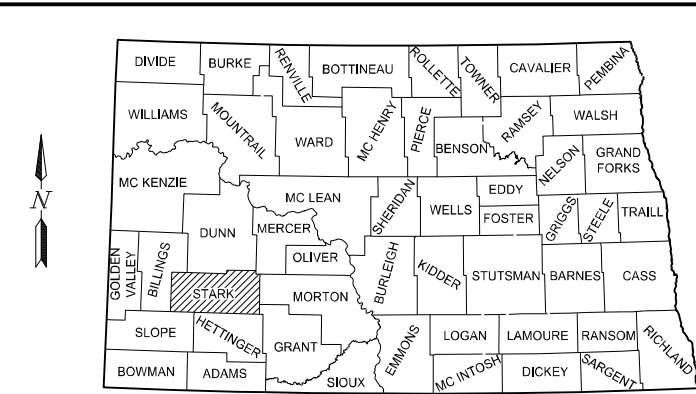 DIVIDE
BURKE
RENVILLE
BOTTINEAU
ROLLETTE
TOWNER
CAVALIER
PEMBINA
WILLIAMS
MOUNTRAIL
WARD
MC HENRY
PIERCE
BENSON
RAMSEY
WALSH
NELSON
GRAND
FORKS
N
MC KENZIE
MC LEAN
SHERIDAN
WELLS
EDDY
FOSTER
GRIGGS
STEELE
TRAILL
DUNN
MERCER
OLIVER
GOLDEN
VALLEY
BILLINGS
STARK
MORTON
BURLEIGH
KIDDER
STUTSMAN
BARNES
CASS
SLOPE
HETTINGER
GRANT
EMMONS
LOGAN
LAMOURE
RANSOM
RICHLAND
BOWMAN
ADAMS
SIOUX
MC INTOSH
DICKEY
SARGENT